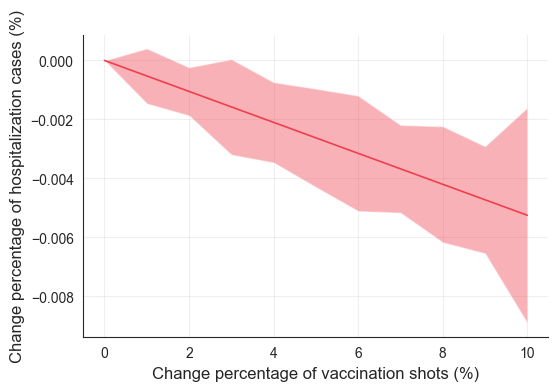 Change percentage of hospitalization cases (%)
0.000
−0.002
−0.004
−0.006
−0.008
0 2 4 6 8 10
Change percentage of vaccination shots (%)